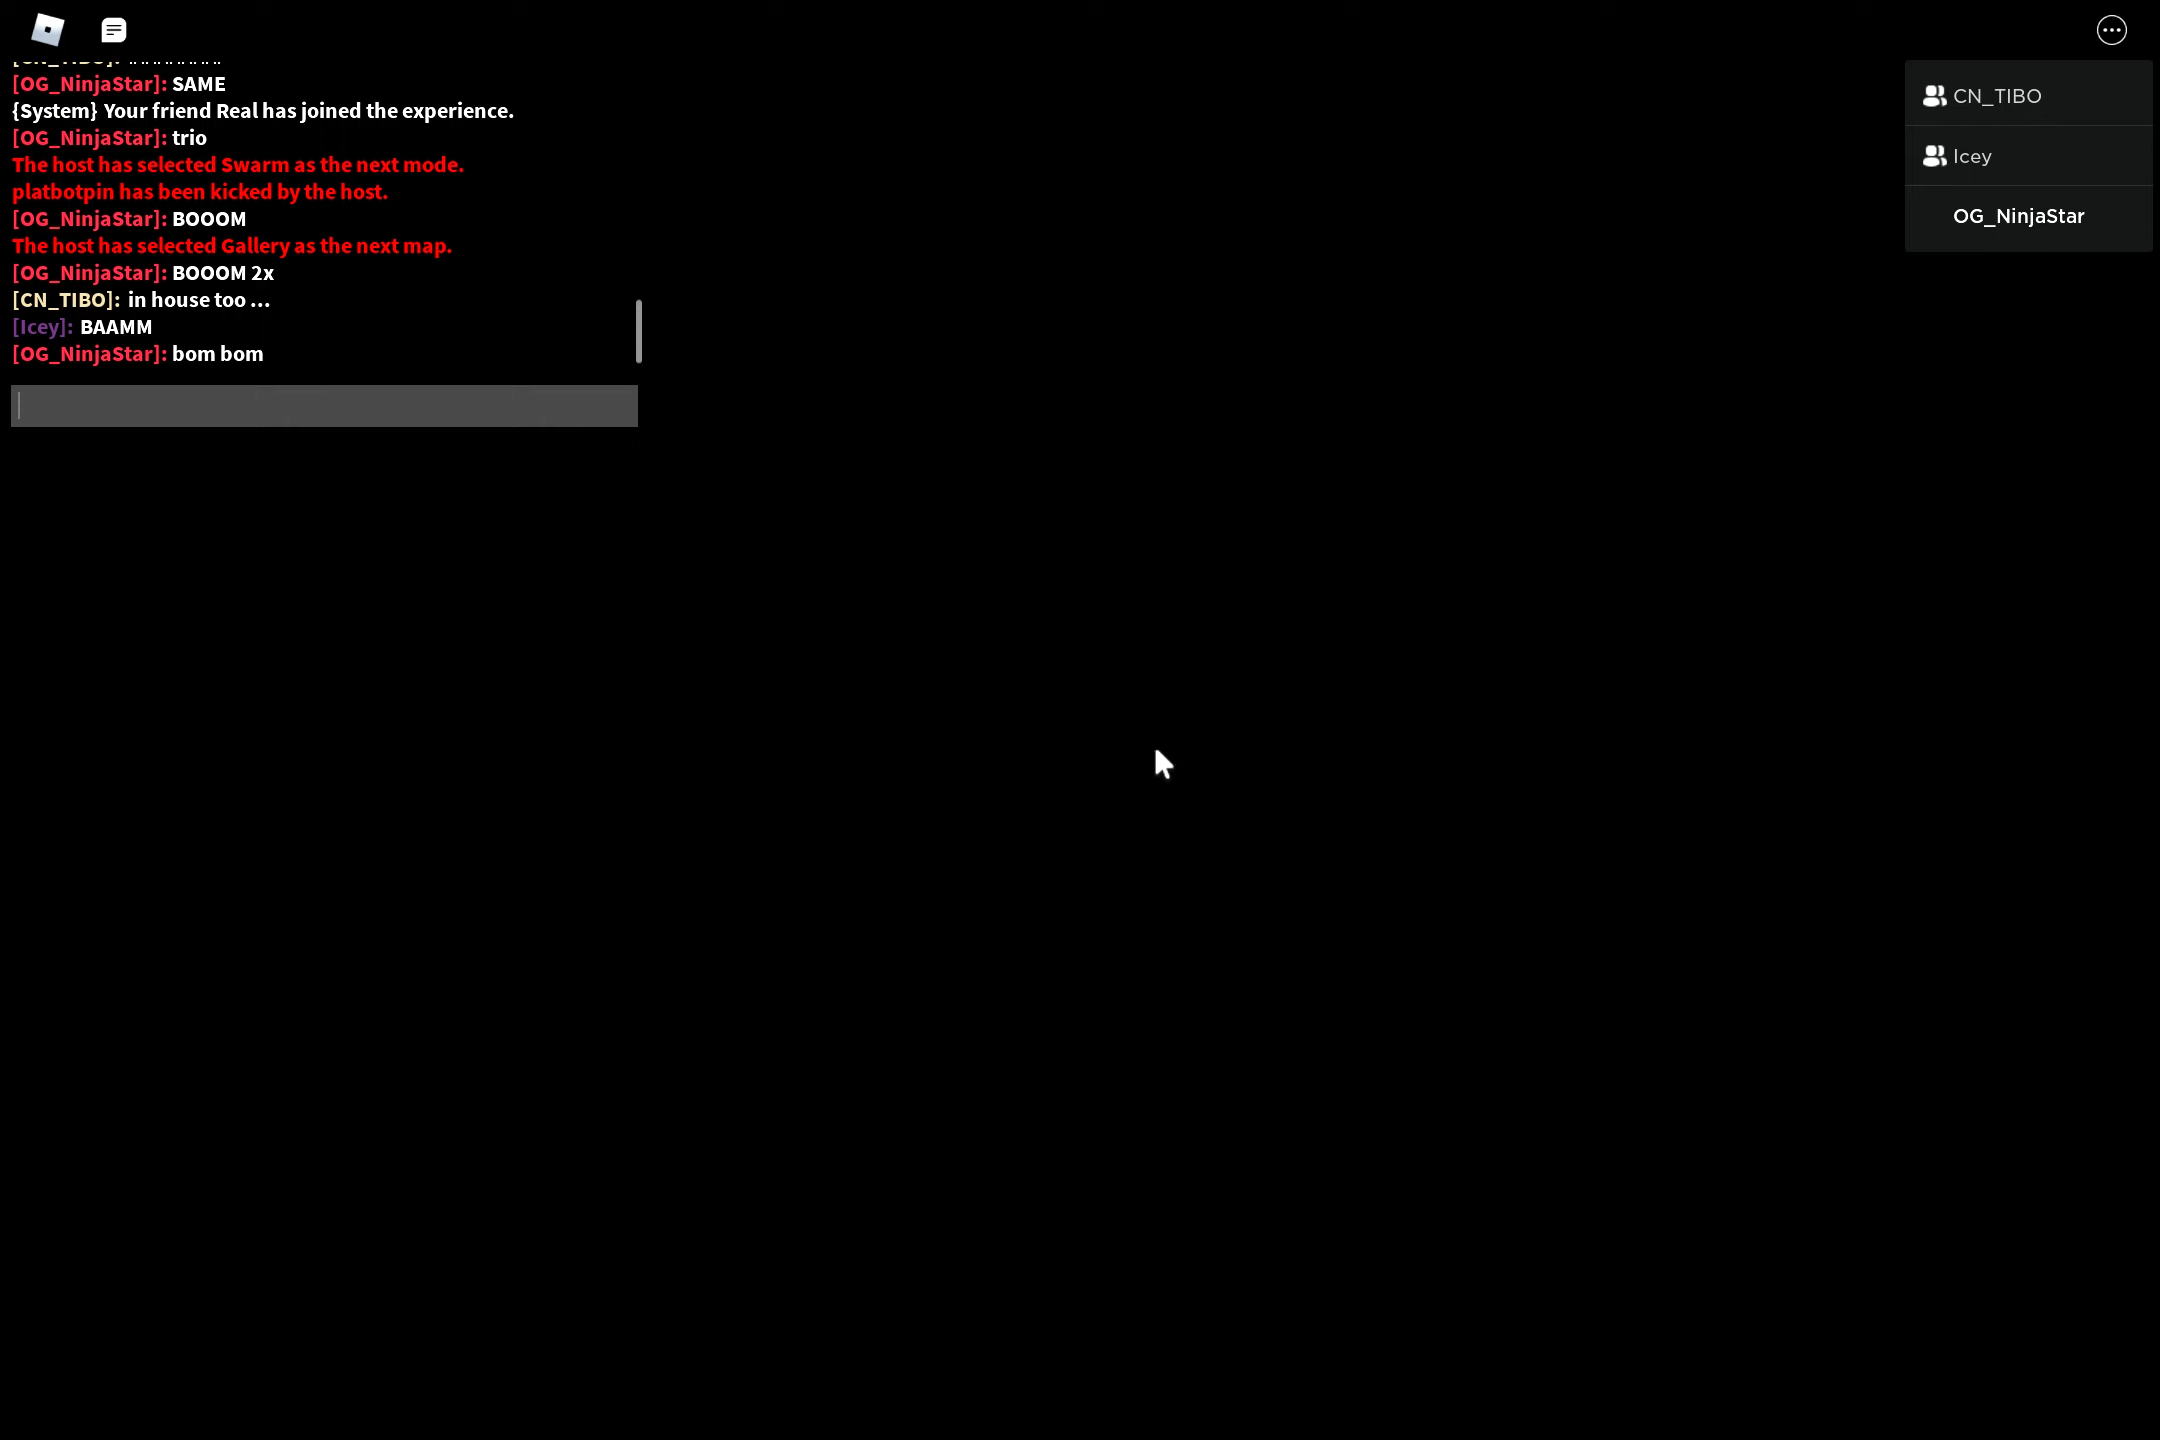 [CN_TIBO]:
[OG_NinjaStar]: SAME
{System} Your friend Real has joined the experience.
[OG_NinjaStar]: trio
The host has selected Swarm as the next mode.
platbotpin has been kicked by the host.
[OG_NinjaStar]: BOOOM
The host has selected Gallery as the next map.
[OG_NinjaStar]: BOOOM 2x
[CN_TIBO]: in house too ...
[Icey]: BAAMM
[OG_NinjaStar]: bom bom
CN_TIBO
Icey
OG_NinjaStar